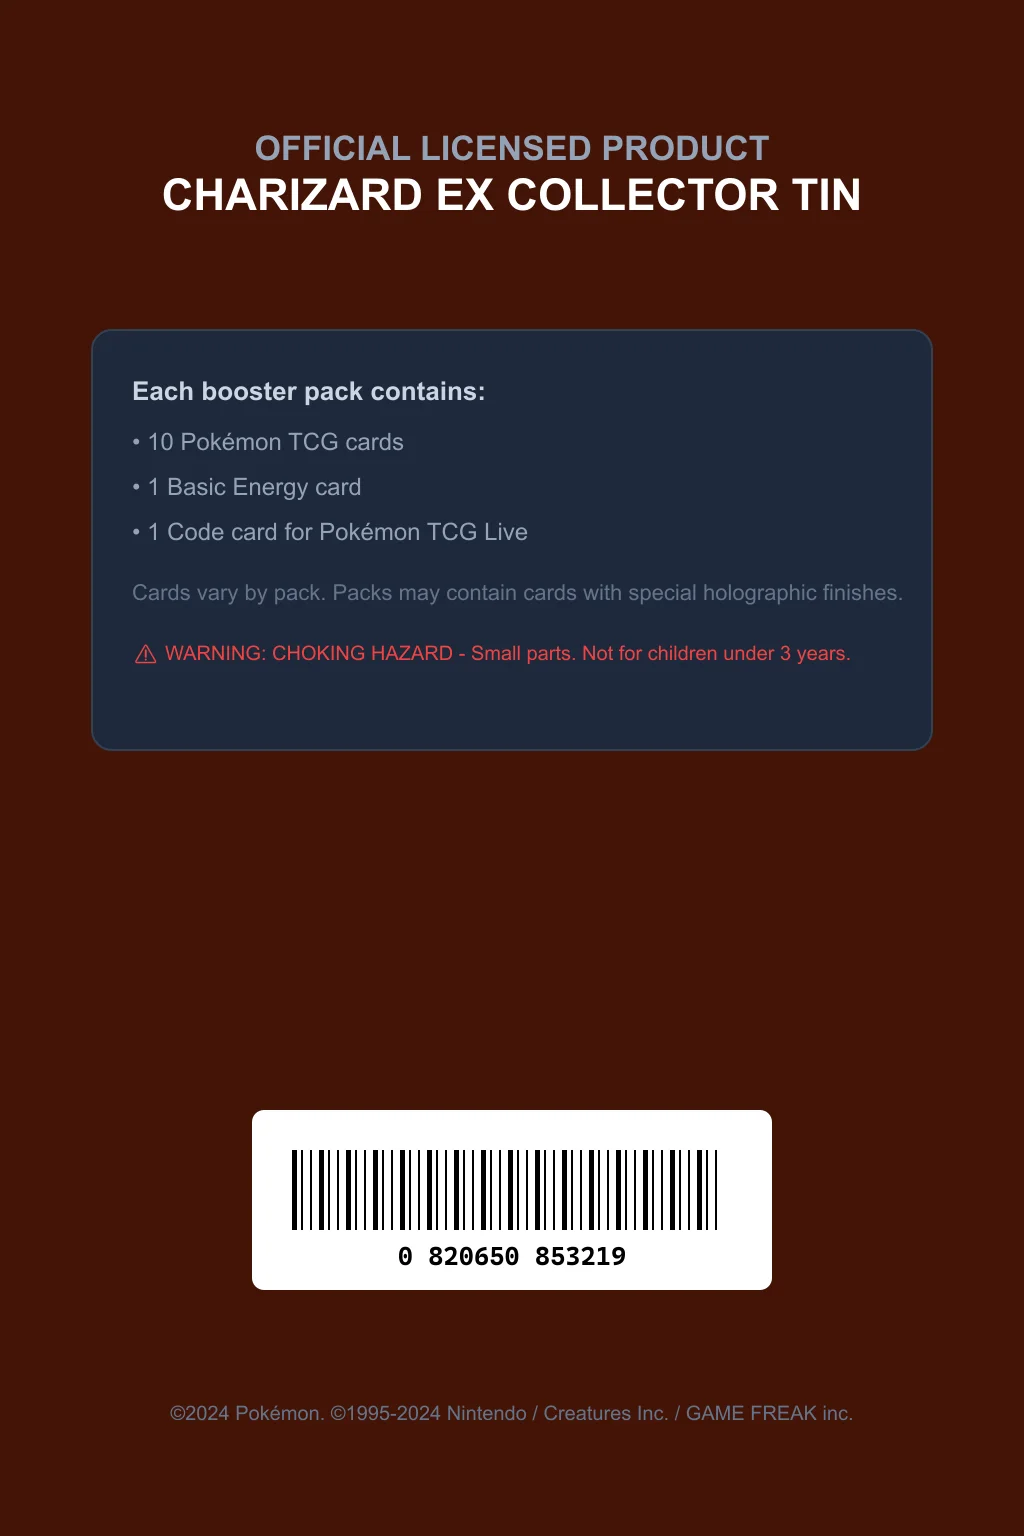 OFFICIAL LICENSED PRODUCT
CHARIZARD EX COLLECTOR TIN
Each booster pack contains:
• 10 Pokémon TCG cards
• 1 Basic Energy card
• 1 Code card for Pokémon TCG Live
Cards vary by pack. Packs may contain cards with special holographic finishes.
⚠ WARNING: CHOKING HAZARD - Small parts. Not for children under 3 years.
0 820650 853219
©2024 Pokémon. ©1995-2024 Nintendo / Creatures Inc. / GAME FREAK inc.